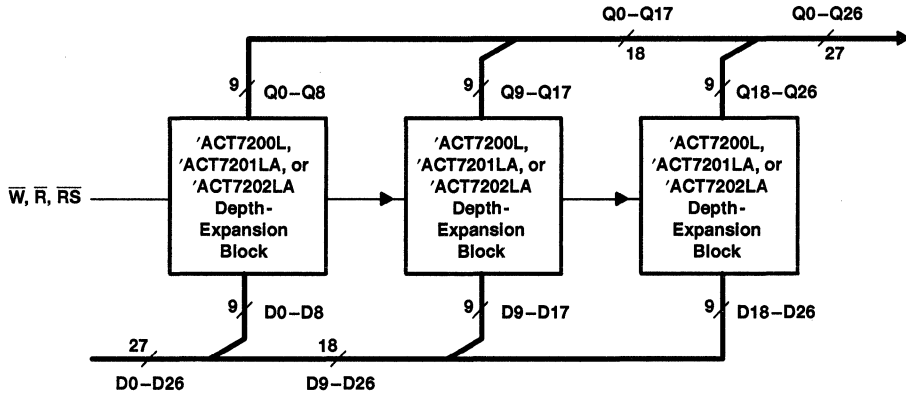 Q0–Q17
Q0–Q26
18
27
9
Q0–Q8
9
Q9–Q17
9
Q18–Q26
′ACT7200L,
′ACT7201LA, or
′ACT7202LA
Depth-
Expansion
Block
′ACT7200L,
′ACT7201LA, or
′ACT7202LA
Depth-
Expansion
Block
′ACT7200L,
′ACT7201LA, or
′ACT7202LA
Depth-
Expansion
Block
W̅, R̅, R̅S̅
9
D0–D8
9
D9–D17
9
D18–D26
27
18
D0–D26
D9–D26